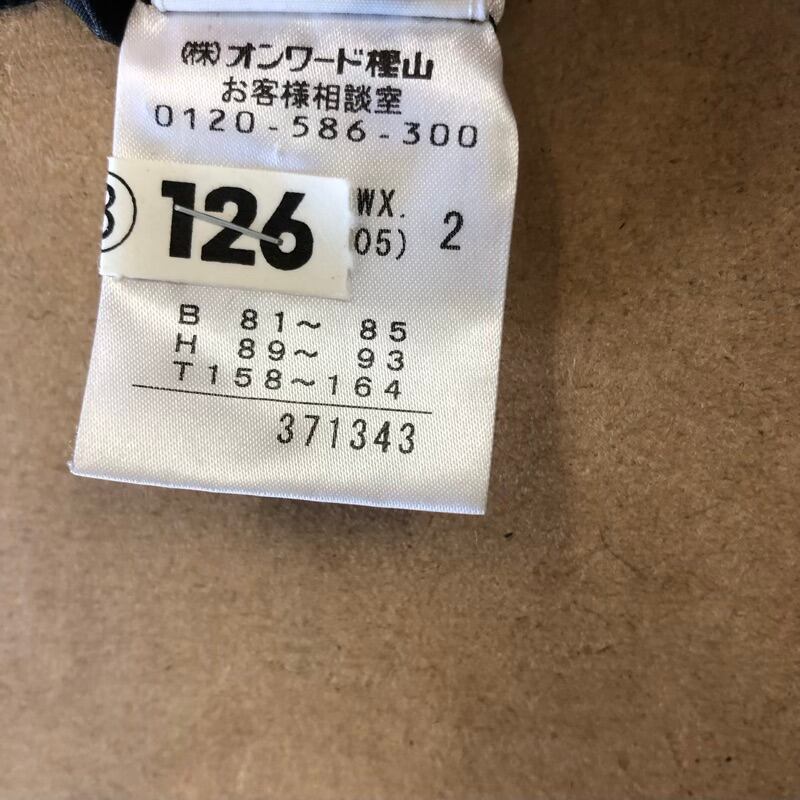 (株)オンワード樫山
お客様相談室
0120-586-300
126 WX.
05) 2
B 81～ 85
H 89～ 93
T158～164
371343